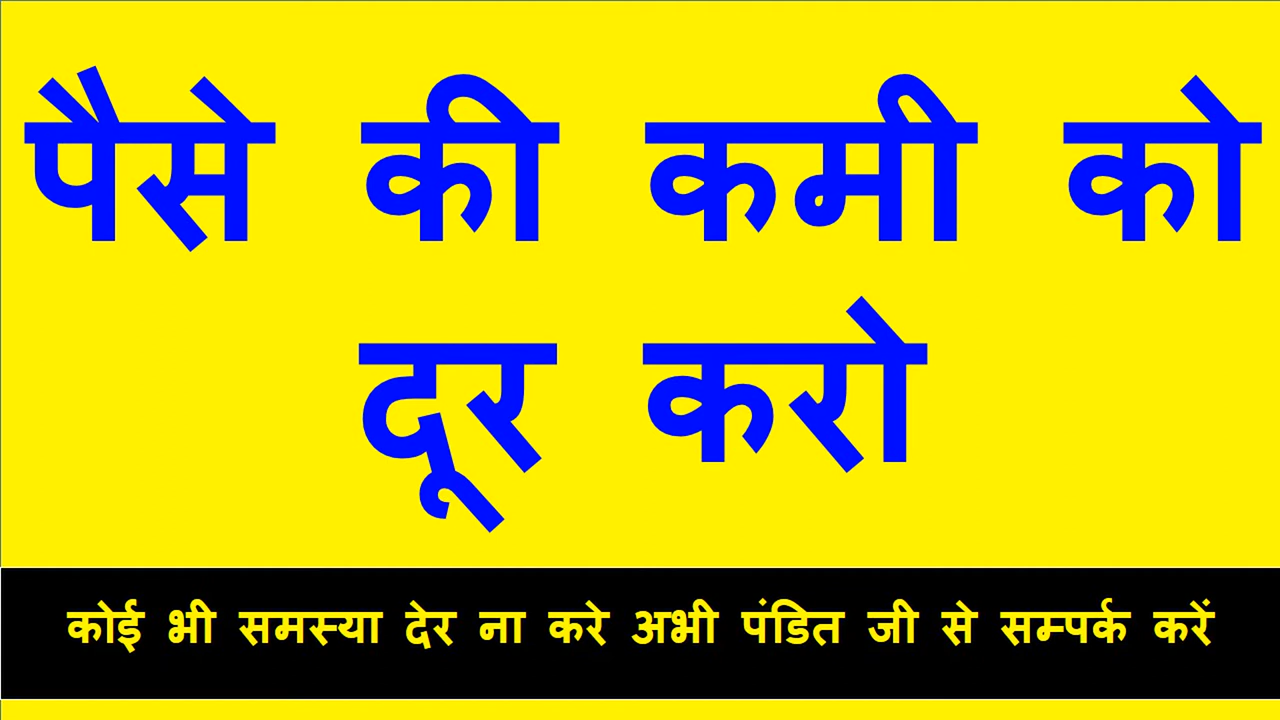 पैसे की कमी को
दूर करो
कोई भी समस्या देर ना करे अभी पंडित जी से सम्पर्क करें